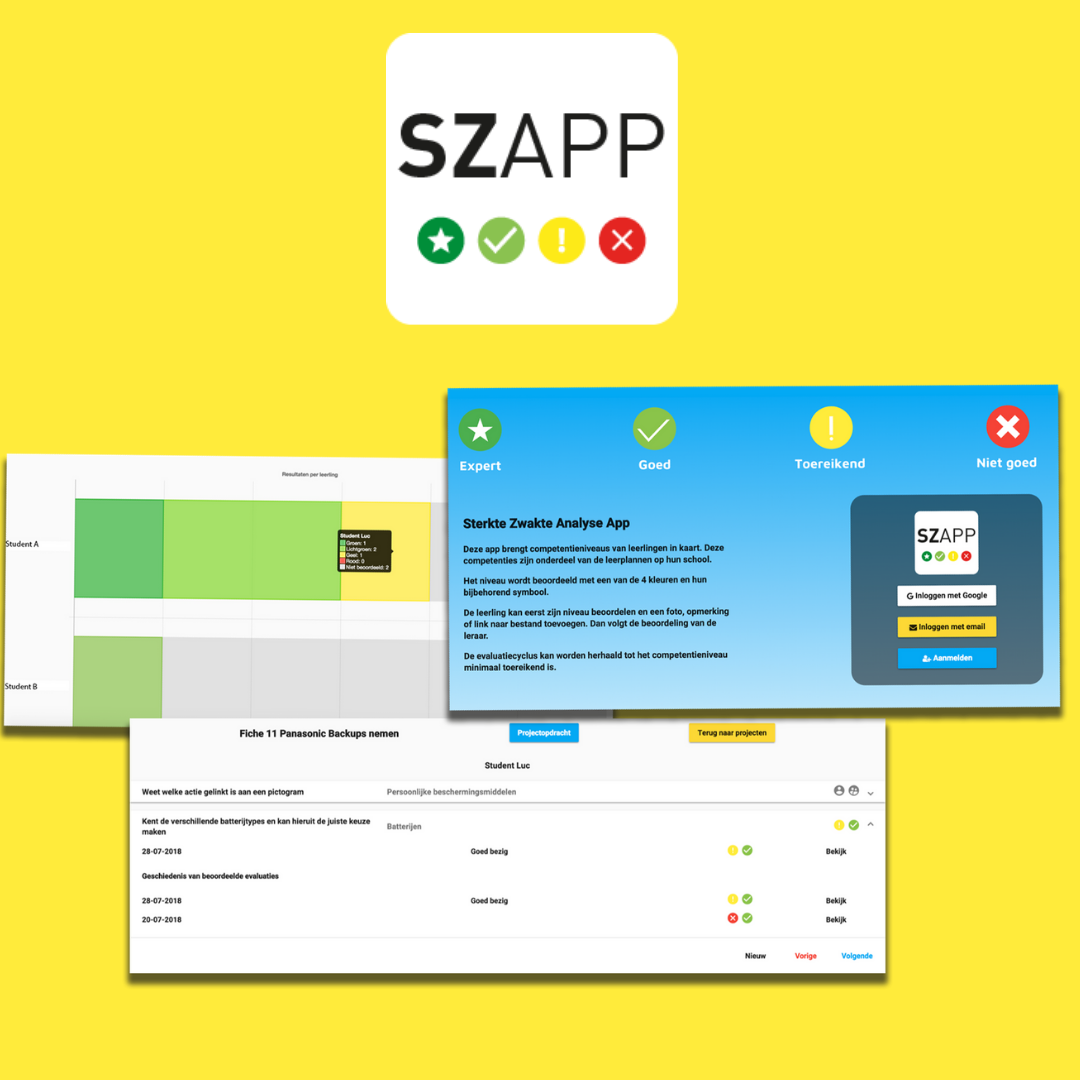 SZAPP
Resultaten per leerling
Student A
Student Luc
Groen: 1
Lichtgroen: 2
Geel: 1
Rood: 0
Niet beoordeeld: 2
Student B
Expert
Goed
Toereikend
Niet goed
Sterkte Zwakte Analyse App
Deze app brengt competentieniveaus van leerlingen in kaart. Deze
competenties zijn onderdeel van de leerplannen op hun school.
Het niveau wordt beoordeeld met een van de 4 kleuren en hun
bijbehorend symbool.
De leerling kan eerst zijn niveau beoordelen en een foto, opmerking
of link naar bestand toevoegen. Dan volgt de beoordeling van de
leraar.
De evaluatiecyclus kan worden herhaald tot het competentieniveau
minimaal toereikend is.
SZAPP
G Inloggen met Google
Inloggen met email
Aanmelden
Fiche 11 Panasonic Backups nemen
Projectopdracht
Terug naar projecten
Student Luc
Weet welke actie gelinkt is aan een pictogram
Persoonlijke beschermingsmiddelen
Kent de verschillende batterijtypes en kan hieruit de juiste keuze
maken
Batterijen
28-07-2018
Goed bezig
Bekijk
Geschiedenis van beoordeelde evaluaties
28-07-2018
Goed bezig
Bekijk
20-07-2018
Bekijk
Nieuw
Vorige
Volgende